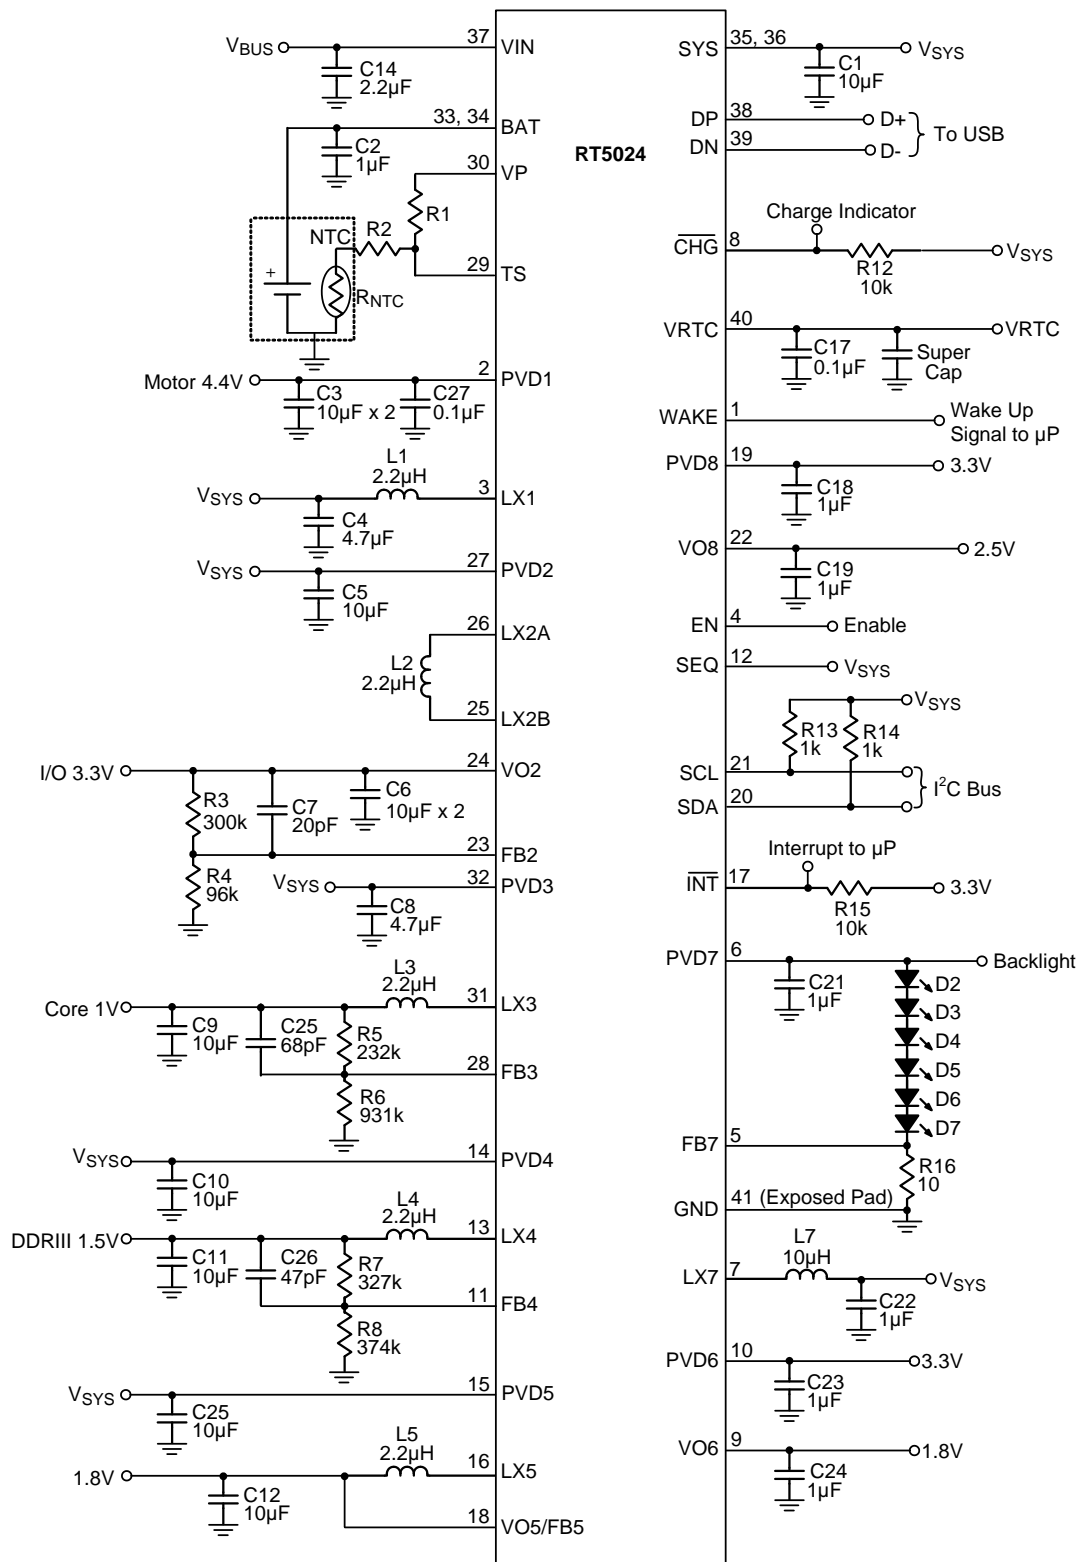 RT5024
V_BUS
37
VIN
C14
2.2µF
33, 34
BAT
C2
1µF
30
VP
R1
R2
NTC
29
TS
+
R_NTC
Motor 4.4V
2
PVD1
C3
10µF x 2
C27
0.1µF
L1
2.2µH
V_SYS
3
LX1
C4
4.7µF
V_SYS
27
PVD2
C5
10µF
26
LX2A
L2
2.2µH
25
LX2B
I/O 3.3V
24
VO2
R3
300k
C7
20pF
C6
10µF x 2
23
FB2
R4
96k
V_SYS
32
PVD3
C8
4.7µF
L3
2.2µH
Core 1V
31
LX3
C9
10µF
C25
68pF
R5
232k
28
FB3
R6
931k
V_SYS
14
PVD4
C10
10µF
L4
2.2µH
DDRIII 1.5V
13
LX4
C11
10µF
C26
47pF
R7
327k
11
FB4
R8
374k
V_SYS
15
PVD5
C25
10µF
L5
2.2µH
1.8V
16
LX5
C12
10µF
18
VO5/FB5
SYS
35, 36
V_SYS
C1
10µF
DP
38
D+
DN
39
D-
To USB
Charge Indicator
CHG
8
R12
10k
V_SYS
VRTC
40
VRTC
C17
0.1µF
Super
Cap
WAKE
1
Wake Up
Signal to µP
PVD8
19
3.3V
C18
1µF
VO8
22
2.5V
C19
1µF
EN
4
Enable
SEQ
12
V_SYS
V_SYS
R13
1k
R14
1k
SCL
21
SDA
20
I²C Bus
Interrupt to µP
INT
17
R15
10k
3.3V
PVD7
6
Backlight
C21
1µF
D2
D3
D4
D5
D6
D7
FB7
5
R16
10
GND
41 (Exposed Pad)
L7
10µH
LX7
7
V_SYS
C22
1µF
PVD6
10
3.3V
C23
1µF
VO6
9
1.8V
C24
1µF